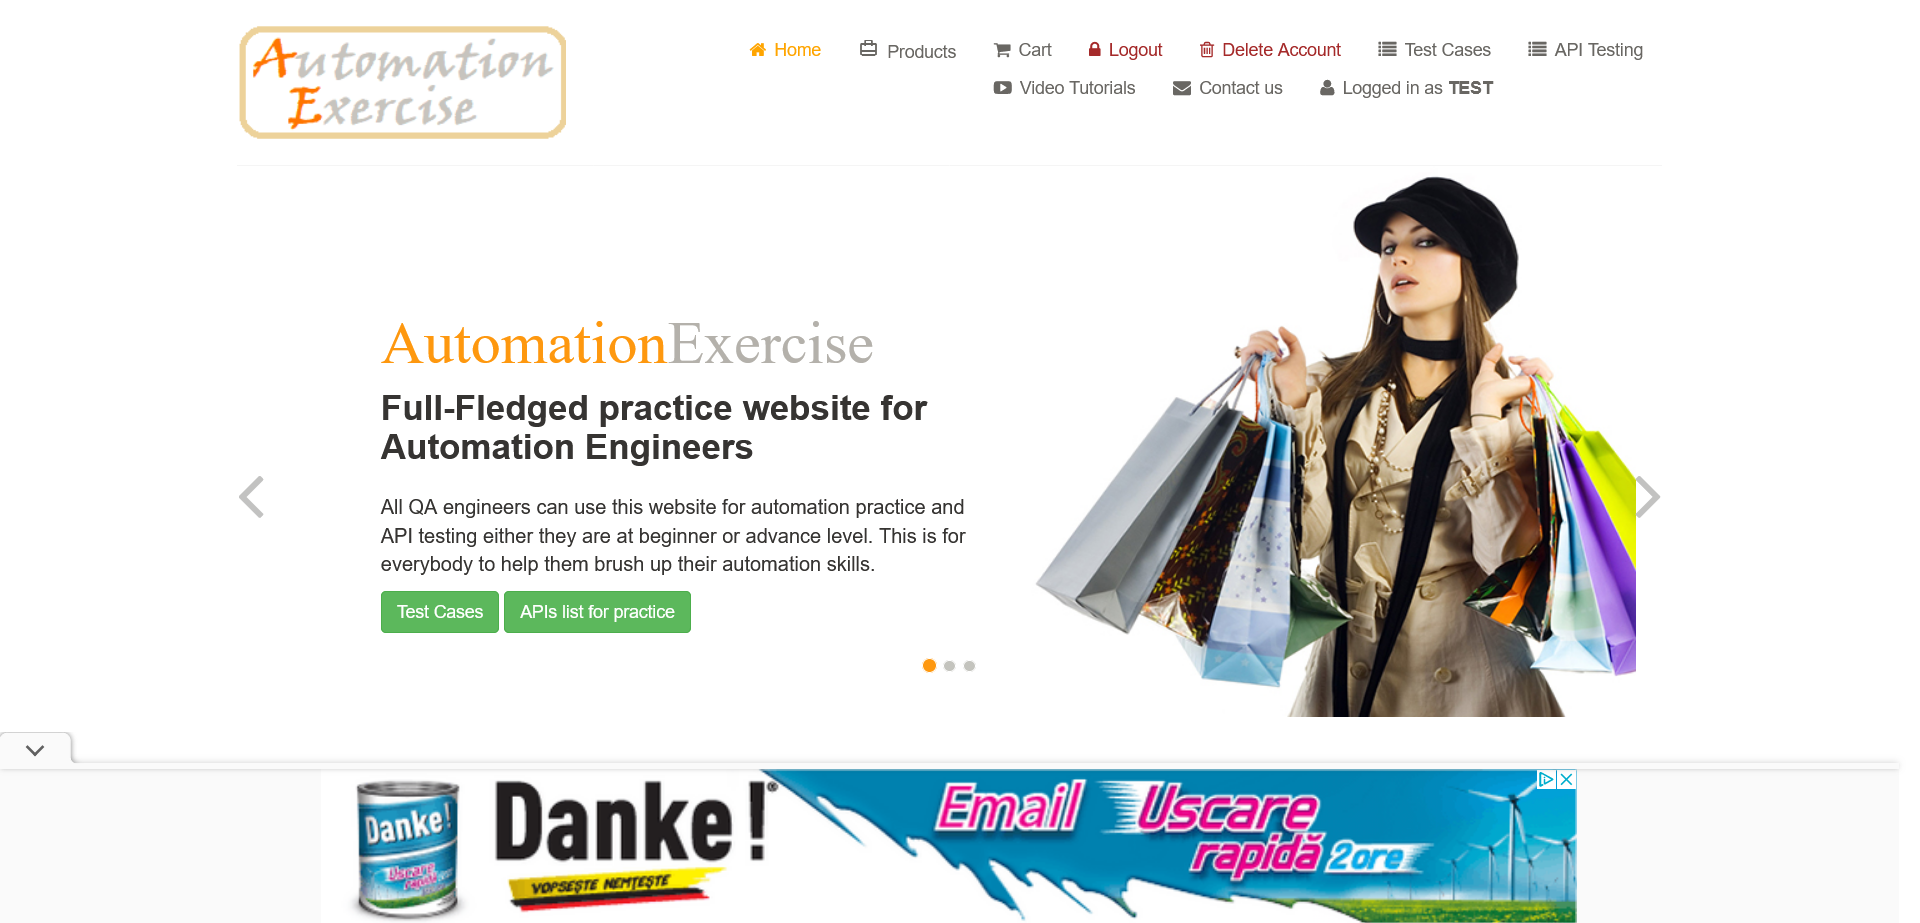 Automation
Exercise
Home
Products
Cart
Logout
Delete Account
Test Cases
API Testing
Video Tutorials
Contact us
Logged in as TEST
AutomationExercise
Full-Fledged practice website for
Automation Engineers
All QA engineers can use this website for automation practice and
API testing either they are at beginner or advance level. This is for
everybody to help them brush up their automation skills.
Test Cases
APIs list for practice
Danke!
Uscare
rapidă
Danke!®
VOPSEȘTE NEMȚEȘTE
Email Uscare
rapidă 2ore